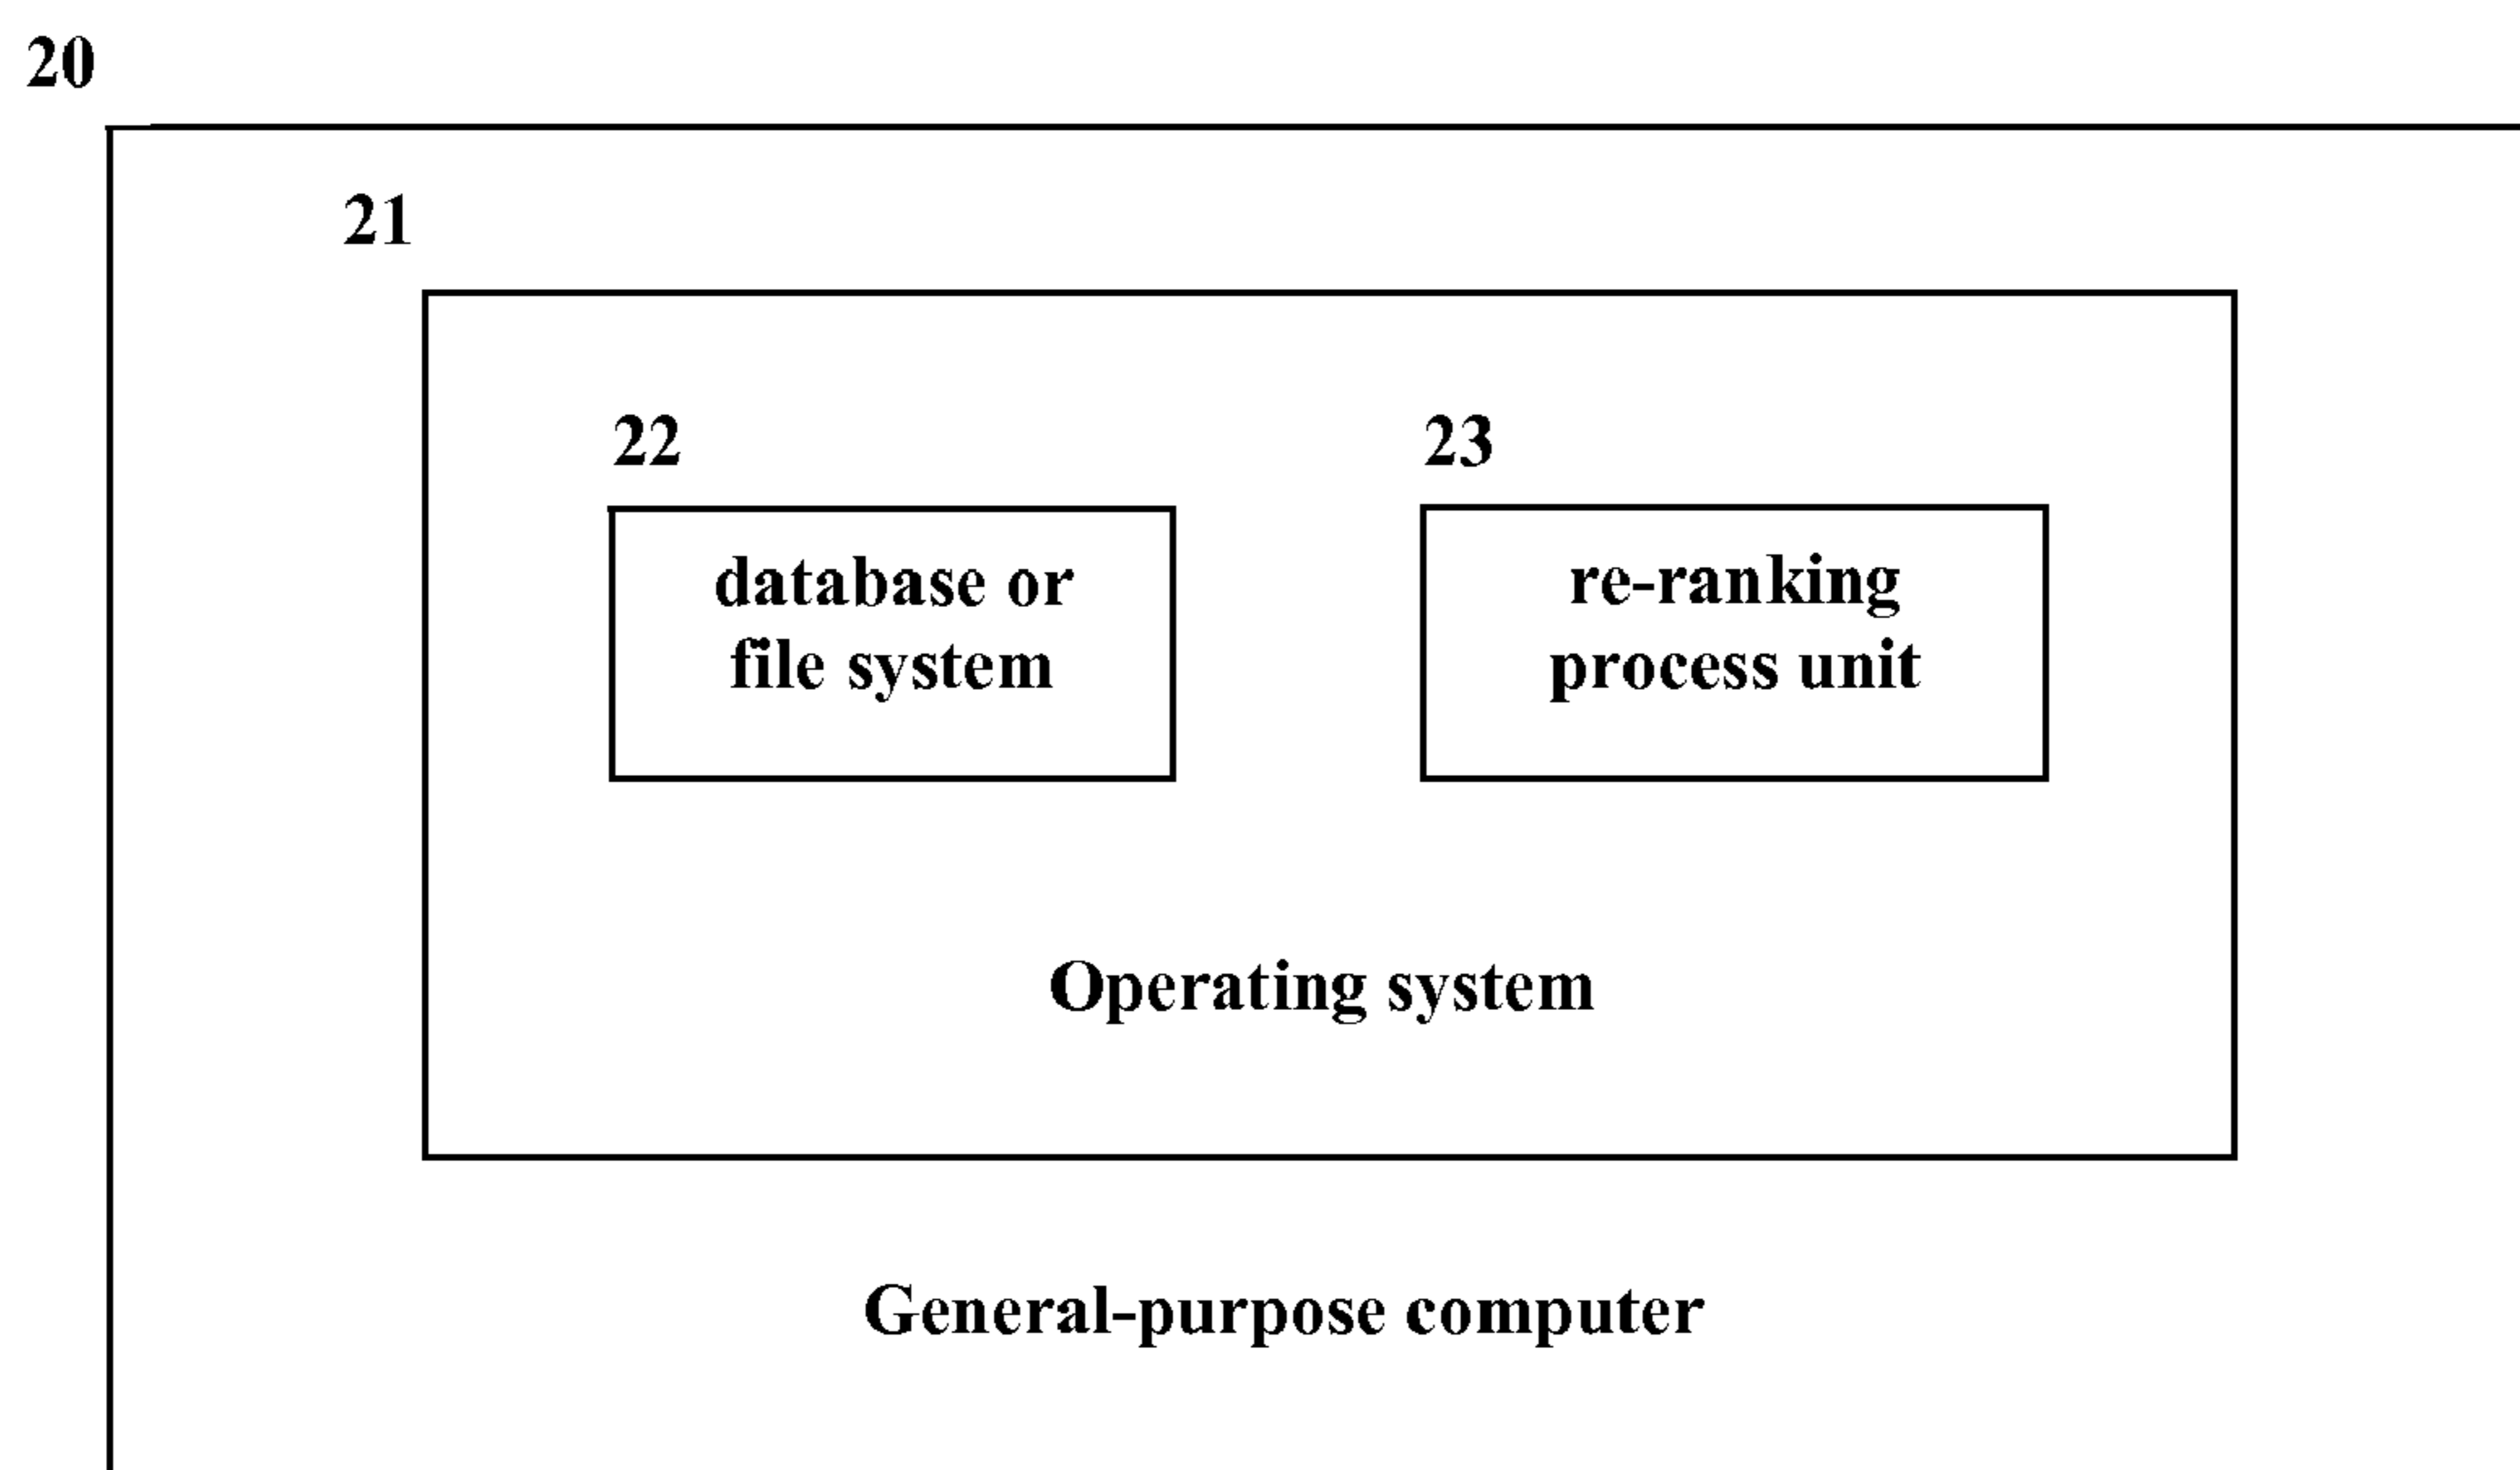 20
21
22
23
database or
file system
re-ranking
process unit
Operating system
General-purpose computer